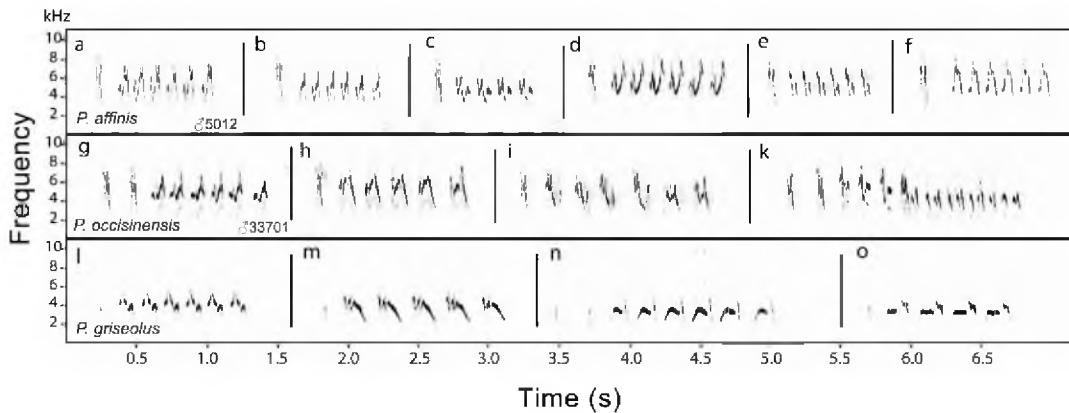 kHz
10
8
6
4
2
a b c d e f
P. affinis
♂5012
10
8
6
4
2
g h i k
P. occisinensis
♂33701
10
8
6
4
2
l m n o
P. griseolus
Frequency
0.5 1.0 1.5 2.0 2.5 3.0 3.5 4.0 4.5 5.0 5.5 6.0 6.5
Time (s)